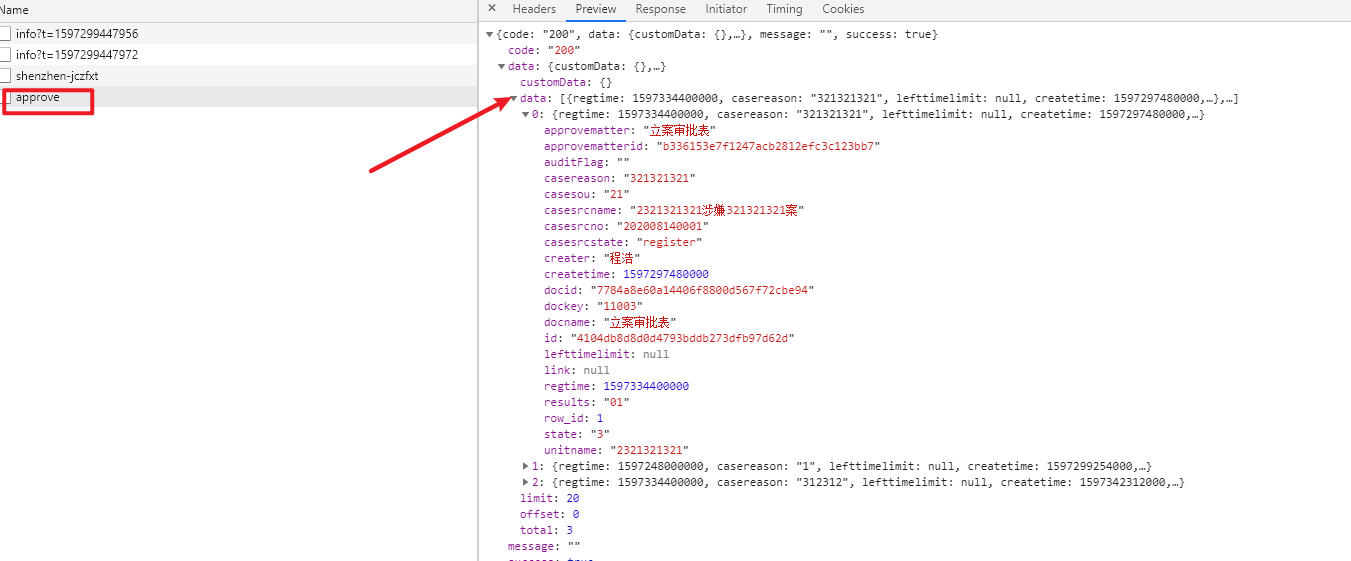 Name
info?t=1597299447956
info?t=1597299447972
shenzhen-jczfxt
approve
× Headers Preview Response Initiator Timing Cookies
{code: "200", data: {customData: {},…}, message: "", success: true}
code: "200"
data: {customData: {},…}
customData: {}
data: [{regtime: 1597334400000, casereason: "321321321", lefttimelimit: null, createtime: 1597297480000,…},…]
0: {regtime: 1597334400000, casereason: "321321321", lefttimelimit: null, createtime: 1597297480000,…}
approvematter: "立案审批表"
approvematterid: "b336153e7f1247acb2812efc3c123bb7"
auditFlag: ""
casereason: "321321321"
casesou: "21"
casesrcname: "2321321321涉嫌321321321案"
casesrcno: "202008140001"
casesrcstate: "register"
creater: "程浩"
createtime: 1597297480000
docid: "7784a8e60a14406f8800d567f72cbe94"
dockey: "11003"
docname: "立案审批表"
id: "4104db8d8d0d4793bddb273dfb97d62d"
lefttimelimit: null
link: null
regtime: 1597334400000
results: "01"
row_id: 1
state: "3"
unitname: "2321321321"
1: {regtime: 1597248000000, casereason: "1", lefttimelimit: null, createtime: 1597299254000,…}
2: {regtime: 1597334400000, casereason: "312312", lefttimelimit: null, createtime: 1597342312000,…}
limit: 20
offset: 0
total: 3
message: ""
success: true